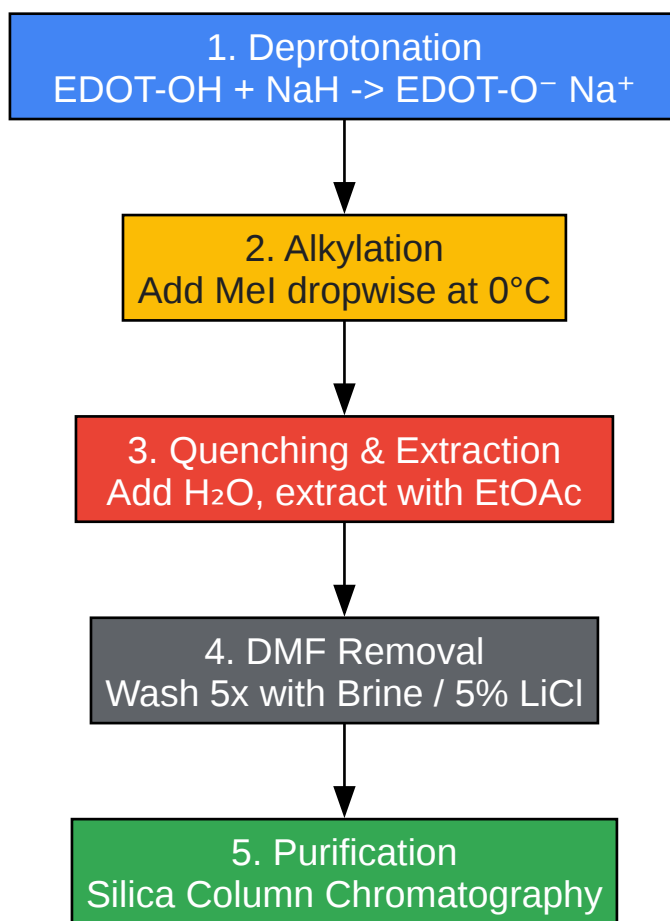 1. Deprotonation
EDOT-OH + NaH -> EDOT-O⁻ Na⁺
2. Alkylation
Add MeI dropwise at 0°C
3. Quenching & Extraction
Add H₂O, extract with EtOAc
4. DMF Removal
Wash 5x with Brine / 5% LiCl
5. Purification
Silica Column Chromatography